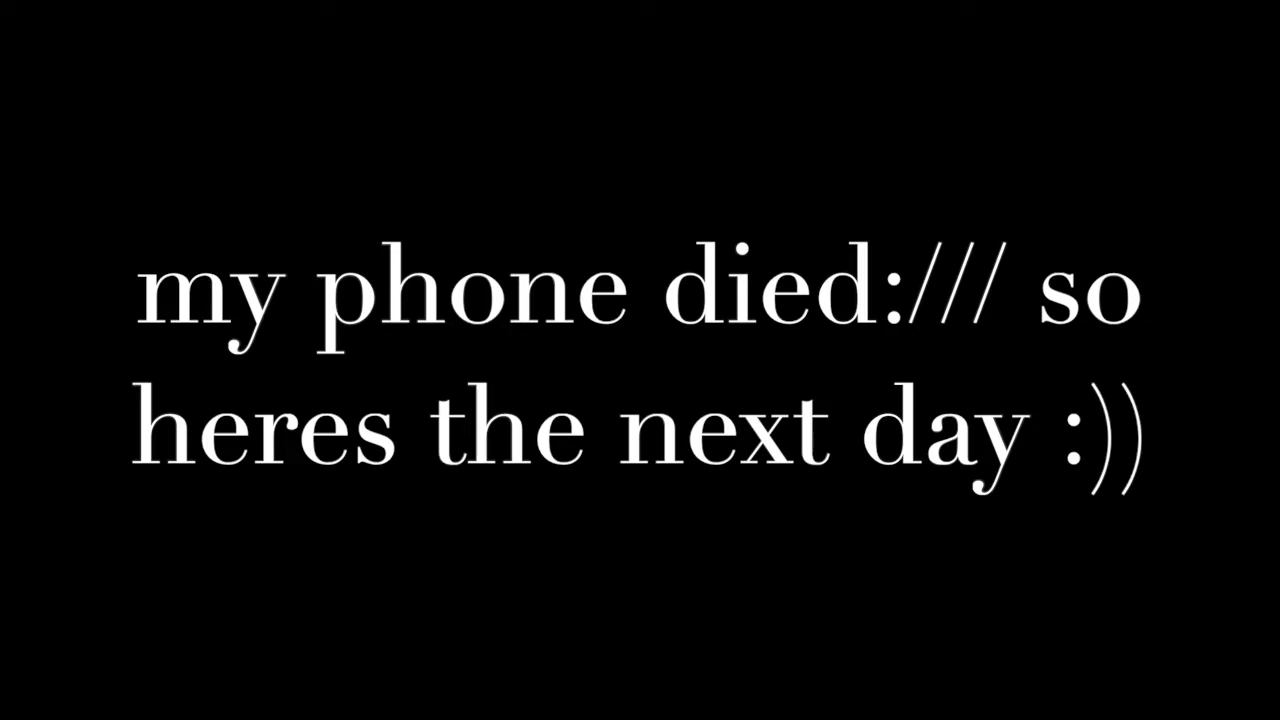 my phone died:/// so
heres the next day :))